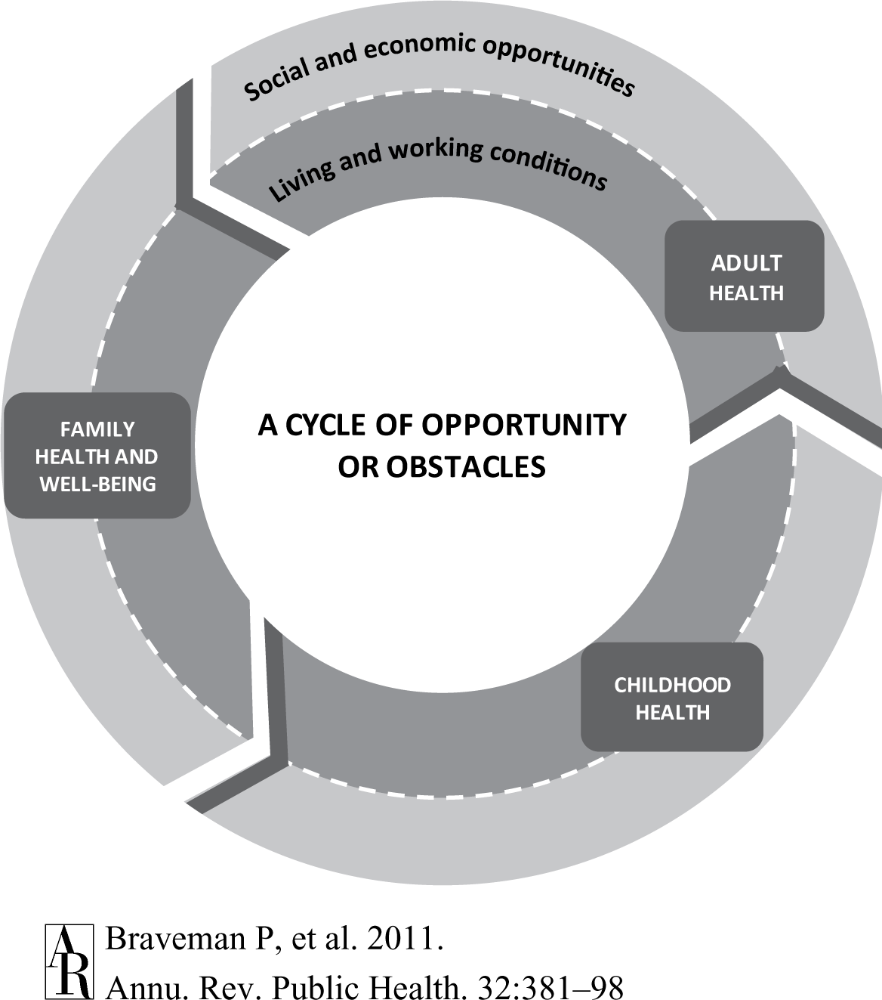 Social and economic opportunities
Living and working conditions
ADULT
HEALTH
FAMILY
HEALTH AND
WELL-BEING
A CYCLE OF OPPORTUNITY
OR OBSTACLES
CHILDHOOD
HEALTH
AR
Braveman P, et al. 2011.
Annu. Rev. Public Health. 32:381–98